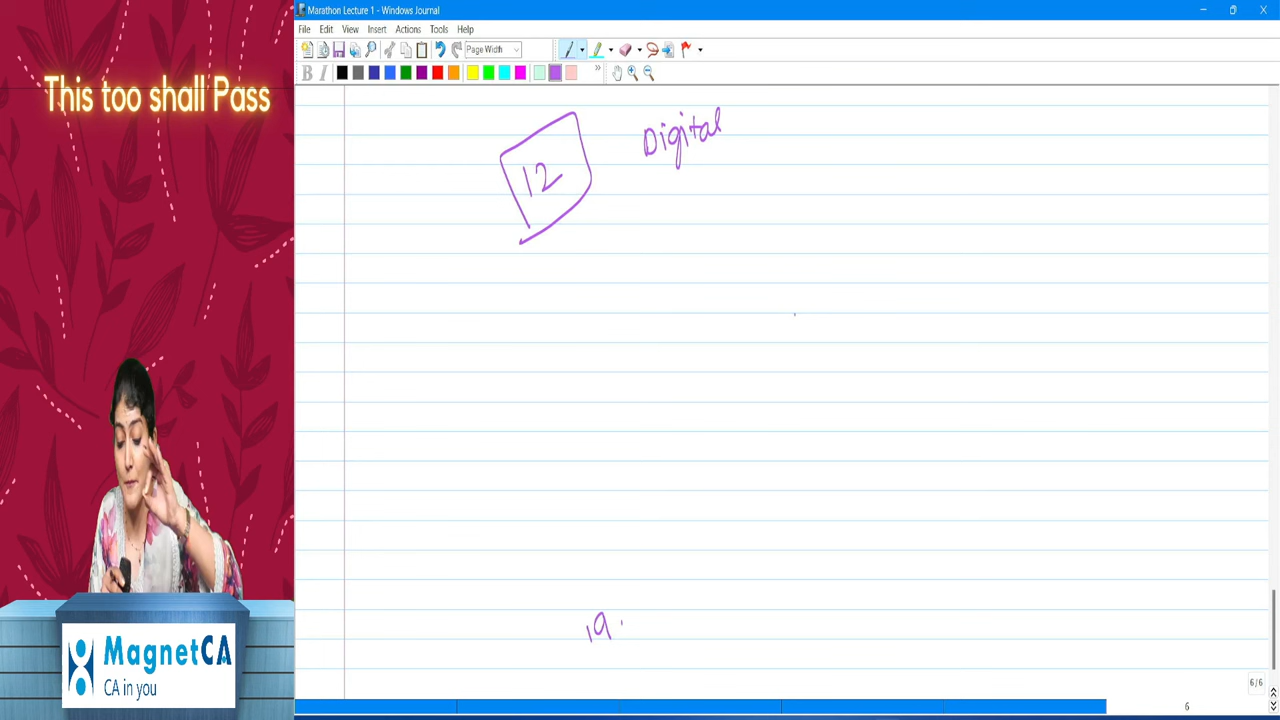 This too shall Pass
Marathon Lecture 1 - Windows Journal
File Edit View Insert Actions Tools Help
Page Width
B I
12
Digital
19.
6/6
6
MagnetCA
CA in you